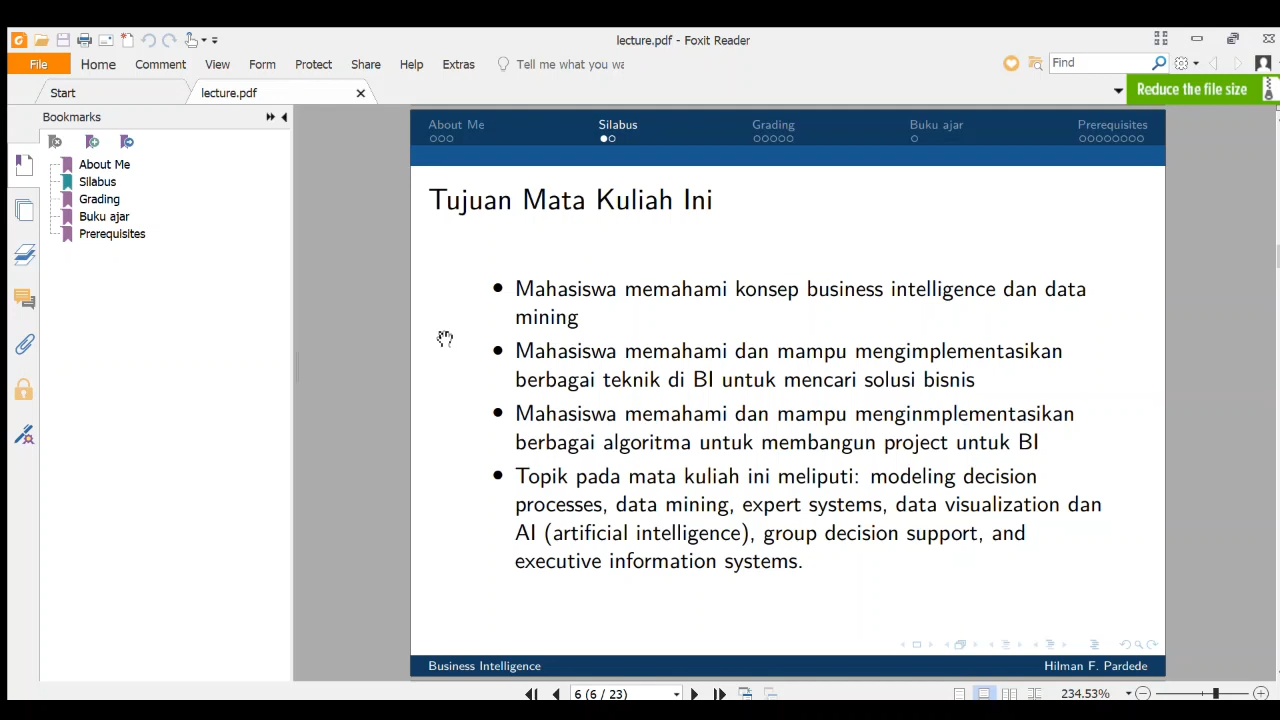 lecture.pdf - Foxit Reader
File Home Comment View Form Protect Share Help Extras Tell me what you wa Find
Start lecture.pdf Reduce the file size
Bookmarks
About Me
Silabus
Grading
Buku ajar
Prerequisites
About Me Silabus Grading Buku ajar Prerequisites
Tujuan Mata Kuliah Ini
• Mahasiswa memahami konsep business intelligence dan data
mining
• Mahasiswa memahami dan mampu mengimplementasikan
berbagai teknik di BI untuk mencari solusi bisnis
• Mahasiswa memahami dan mampu menginmplementasikan
berbagai algoritma untuk membangun project untuk BI
• Topik pada mata kuliah ini meliputi: modeling decision
processes, data mining, expert systems, data visualization dan
AI (artificial intelligence), group decision support, and
executive information systems.
Business Intelligence Hilman F. Pardede
6 (6 / 23) 234.53%